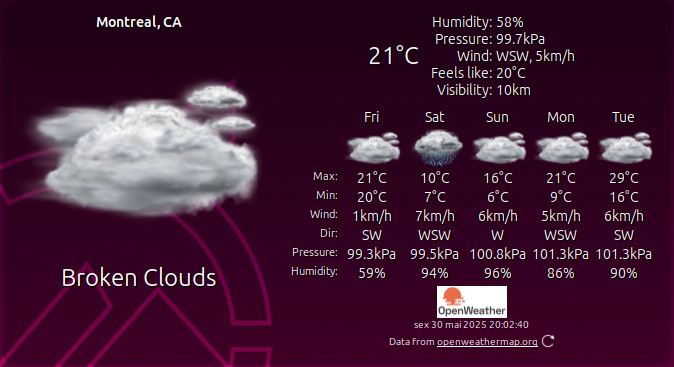 Montreal, CA
21°C
Humidity: 58%
Pressure: 99.7kPa
Wind: WSW, 5km/h
Feels like: 20°C
Visibility: 10km
Broken Clouds
Fri Sat Sun Mon Tue
Max: 21°C 10°C 16°C 21°C 29°C
Min: 20°C 7°C 6°C 9°C 16°C
Wind: 1km/h 7km/h 6km/h 5km/h 6km/h
Dir: SW WSW W WSW SW
Pressure: 99.3kPa 99.5kPa 100.8kPa 101.3kPa 101.3kPa
Humidity: 59% 94% 96% 86% 90%
OpenWeather
sex 30 mai 2025 20:02:40
Data from openweathermap.org